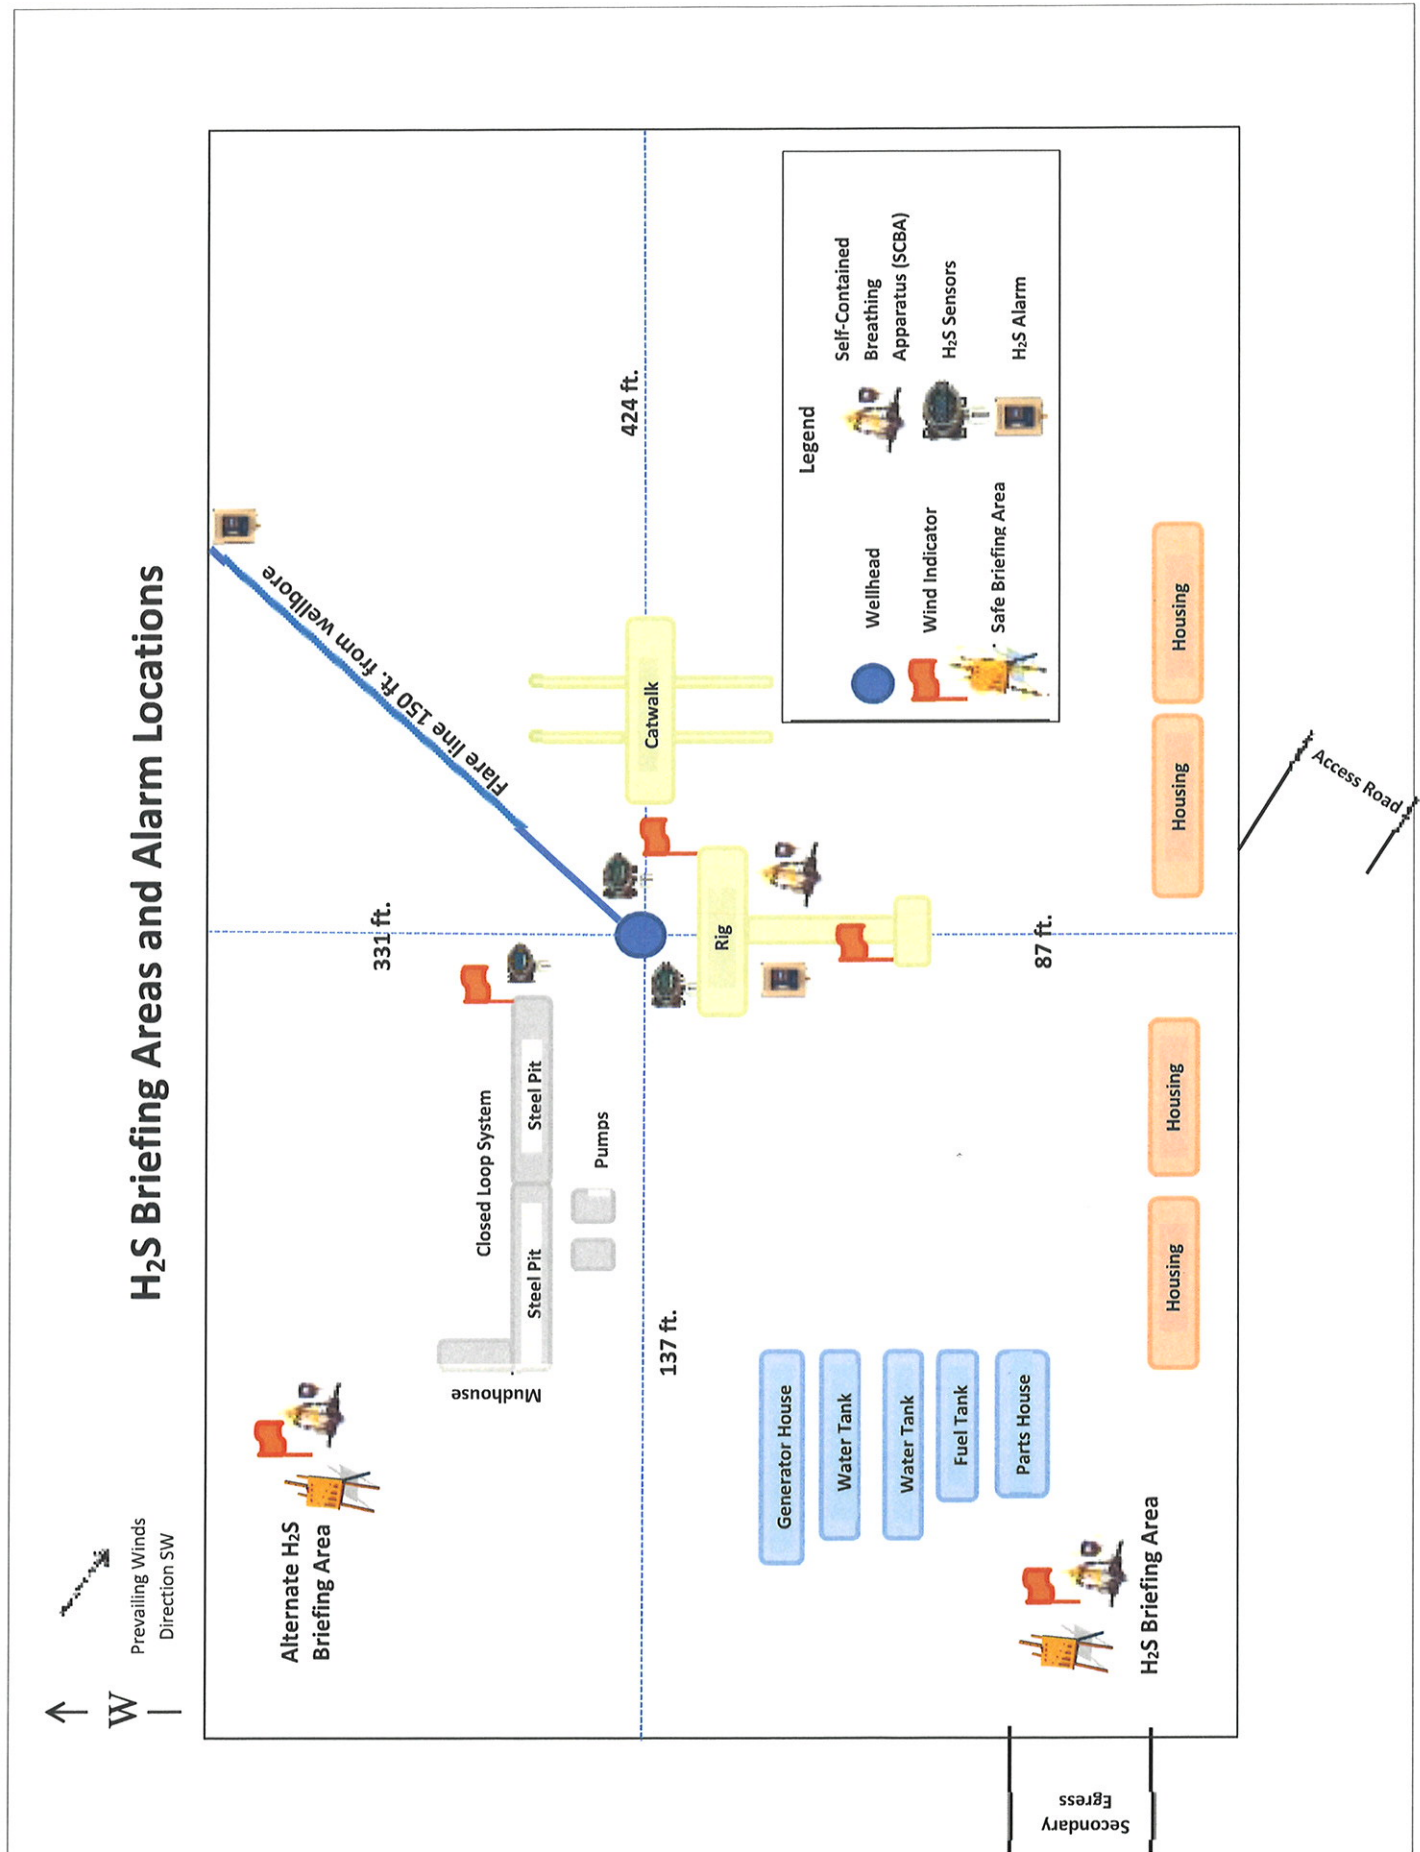 H₂S Briefing Areas and Alarm Locations
W
Prevailing Winds
Direction SW
Alternate H₂S
Briefing Area
Mudhouse
Closed Loop System
Steel Pit
Steel Pit
Pumps
331 ft.
Flare line 150 ft. from wellbore
424 ft.
137 ft.
87 ft.
Catwalk
Rig
Generator House
Water Tank
Water Tank
Fuel Tank
Parts House
H₂S Briefing Area
Housing
Housing
Housing
Housing
Legend
Wellhead
Wind Indicator
Safe Briefing Area
Self-Contained
Breathing
Apparatus (SCBA)
H₂S Sensors
H₂S Alarm
Secondary
Egress
Access Road